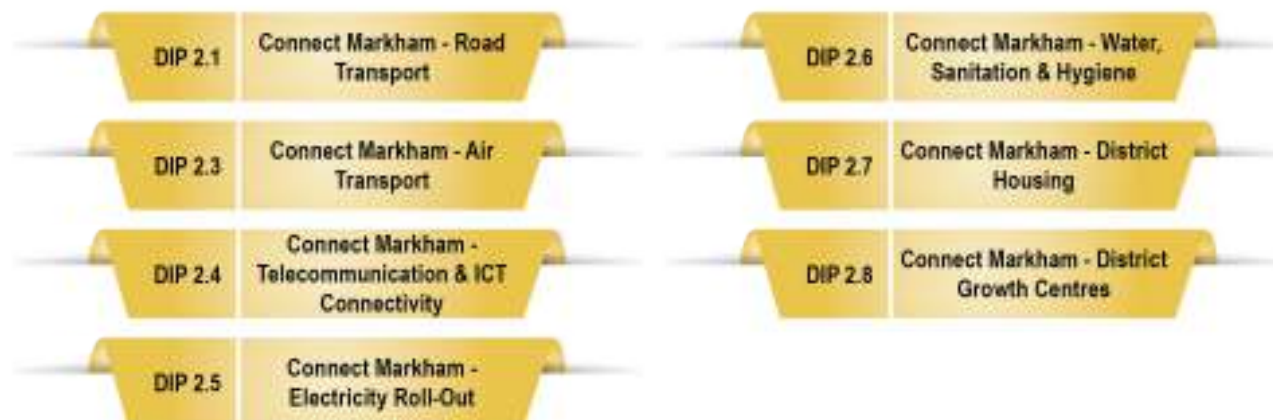 DIP 2.1
Connect Markham - Road
Transport
DIP 2.3
Connect Markham - Air
Transport
DIP 2.4
Connect Markham -
Telecommunication & ICT
Connectivity
DIP 2.5
Connect Markham -
Electricity Roll-Out
DIP 2.6
Connect Markham - Water,
Sanitation & Hygiene
DIP 2.7
Connect Markham - District
Housing
DIP 2.8
Connect Markham - District
Growth Centres